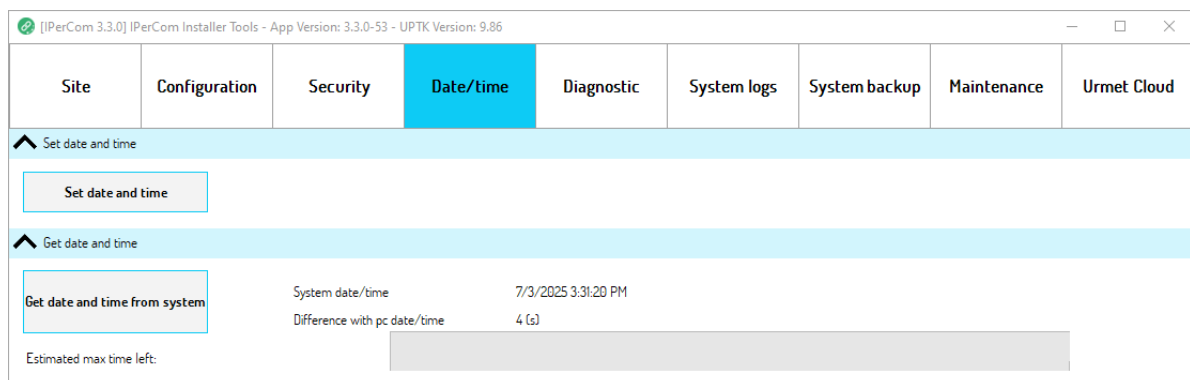 [IPerCom 3.3.0] IPerCom Installer Tools - App Version: 3.3.0-53 - UPTK Version: 9.86
Site Configuration Security Date/time Diagnostic System logs System backup Maintenance Urmet Cloud
Set date and time
Set date and time
Get date and time
Get date and time from system
System date/time 7/3/2025 3:31:20 PM
Difference with pc date/time 4 (s)
Estimated max time left: